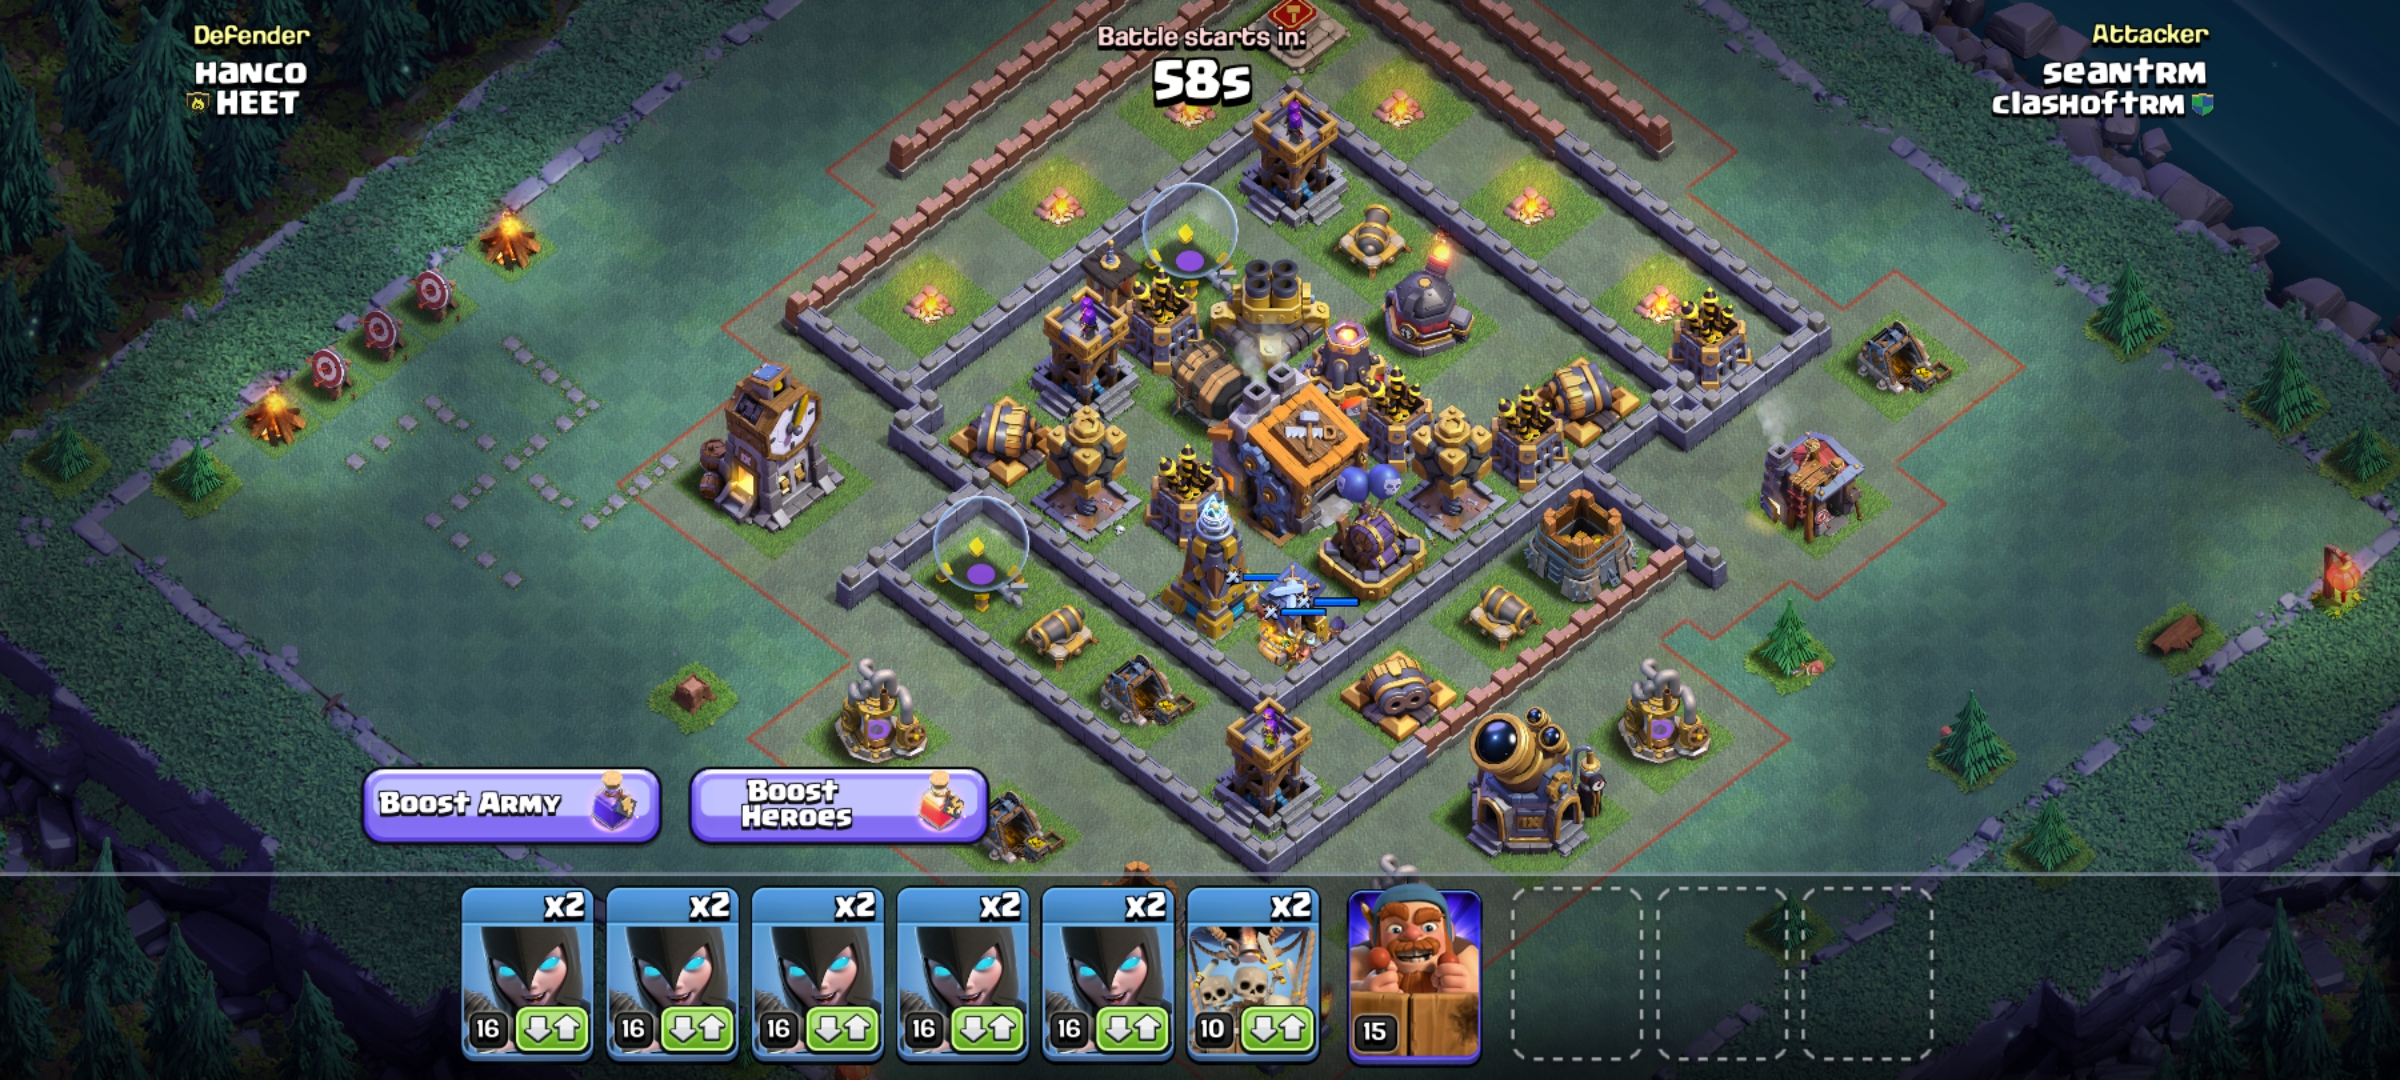 Defender
HaNCO
HEET
Battle starts in:
58s
Attacker
seantRM
clashoftRM
Boost Army
Boost
Heroes
x2
x2
x2
x2
x2
x2
16
16
16
16
16
10
15